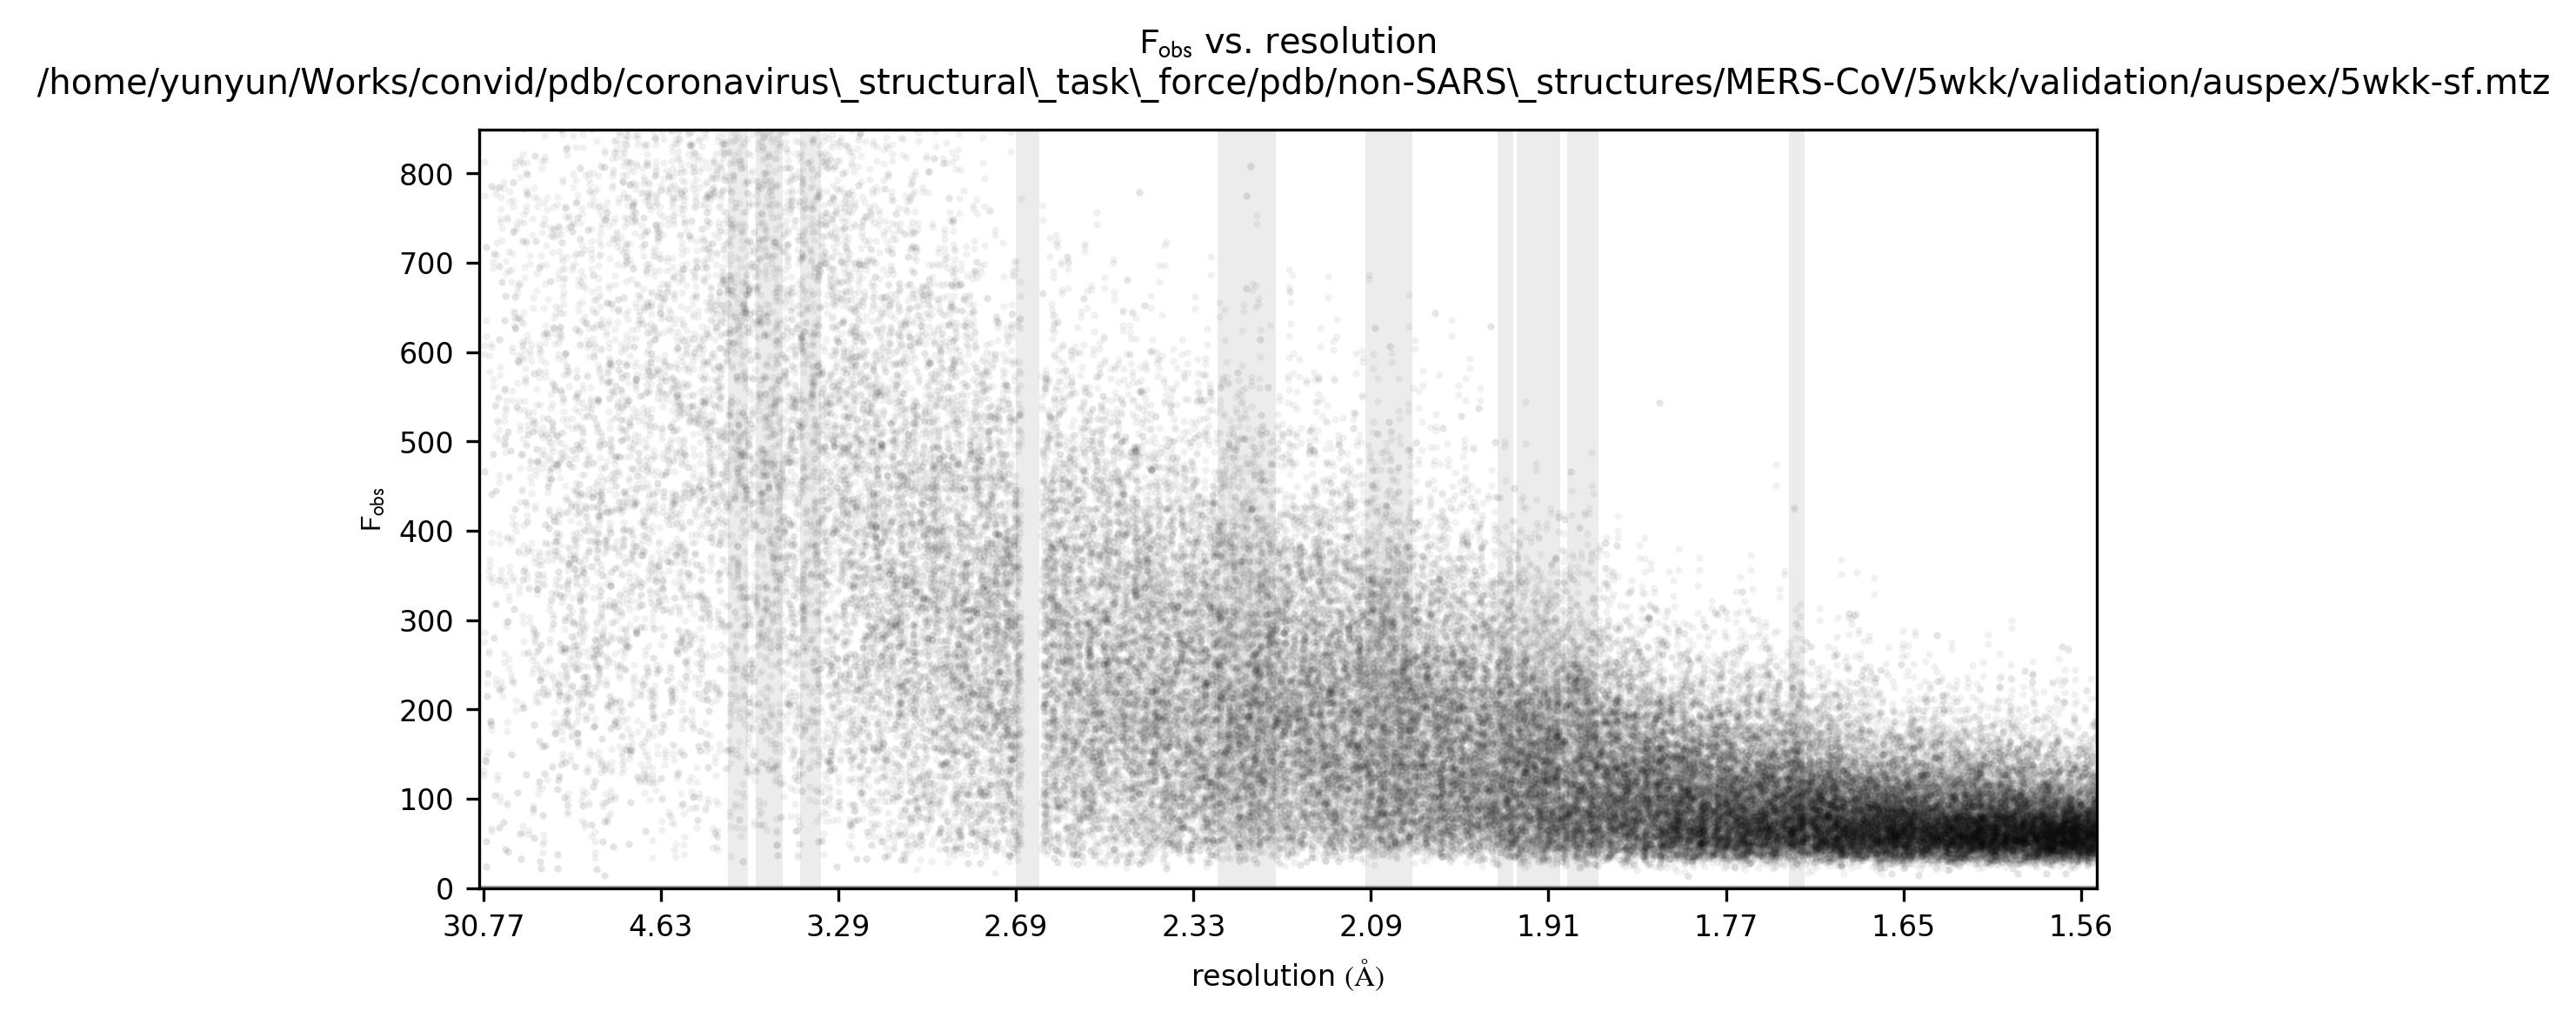 F_obs vs. resolution
/home/yunyun/Works/convid/pdb/coronavirus\_structural\_task\_force/pdb/non-SARS\_structures/MERS-CoV/5wkk/validation/auspex/5wkk-sf.mtz
800
700
600
500
400
300
200
100
0
F_obs
30.77 4.63 3.29 2.69 2.33 2.09 1.91 1.77 1.65 1.56
resolution (Å)